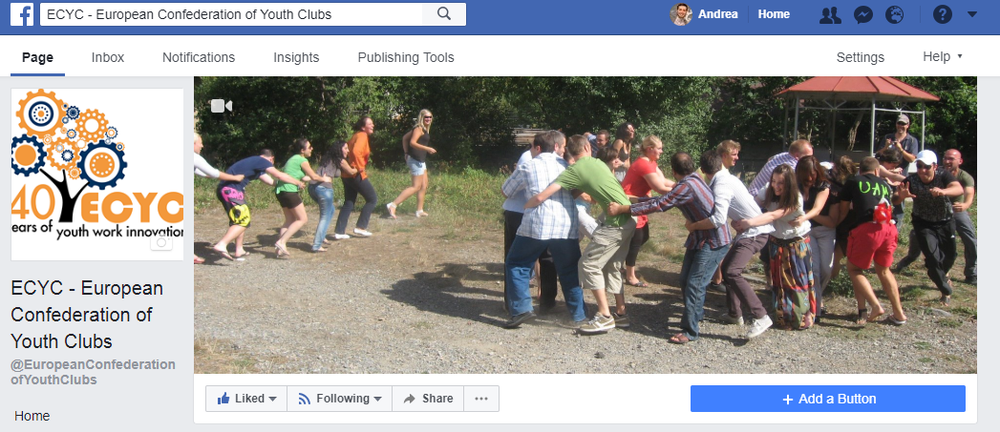 ECYC - European Confederation of Youth Clubs
Andrea Home
Page Inbox Notifications Insights Publishing Tools Settings Help
40 ECYC
ears of youth work innovation
ECYC - European
Confederation of
Youth Clubs
@EuropeanConfederation
ofYouthClubs
Home
Liked Following Share
+ Add a Button